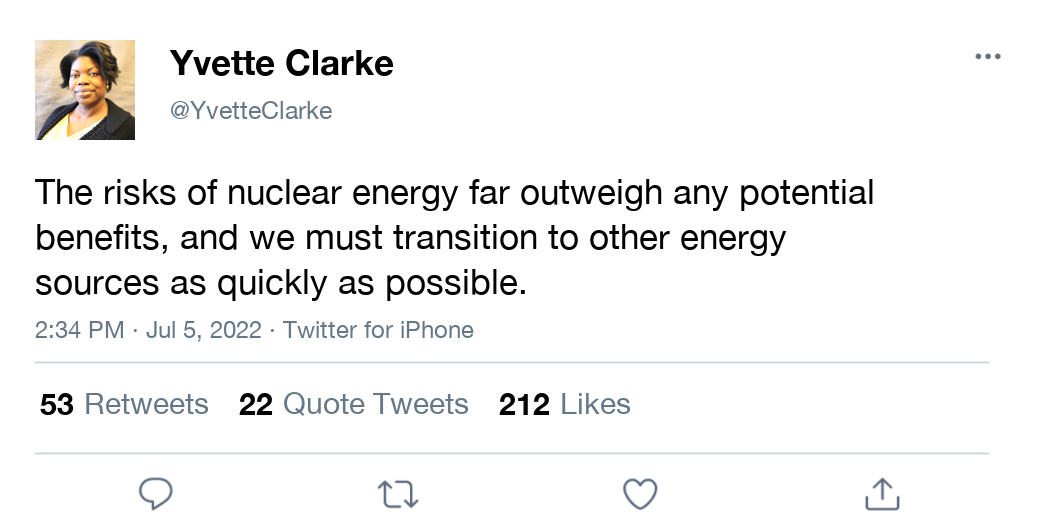 Yvette Clarke
@YvetteClarke
The risks of nuclear energy far outweigh any potential
benefits, and we must transition to other energy
sources as quickly as possible.
2:34 PM · Jul 5, 2022 · Twitter for iPhone
53 Retweets 22 Quote Tweets 212 Likes